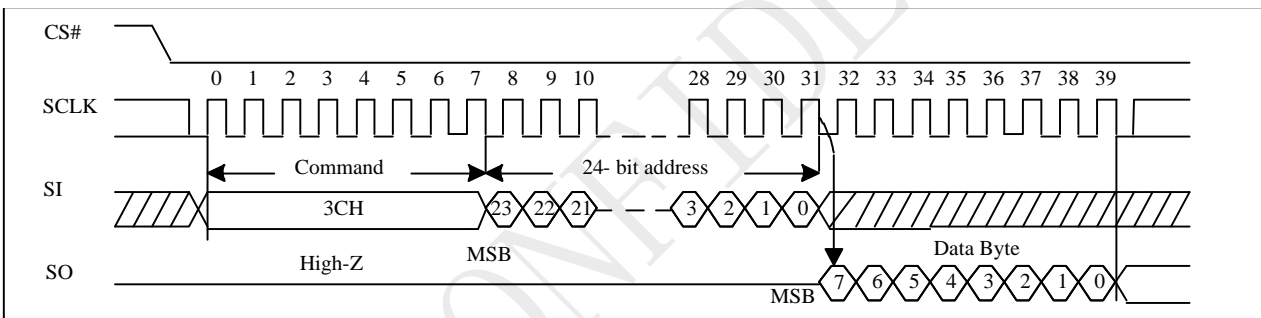 CS#
0 1 2 3 4 5 6 7 8 9 10 28 29 30 31 32 33 34 35 36 37 38 39
SCLK
Command 24- bit address
SI
3CH 23 22 21 3 2 1 0
MSB Data Byte
High-Z
SO
MSB 7 6 5 4 3 2 1 0